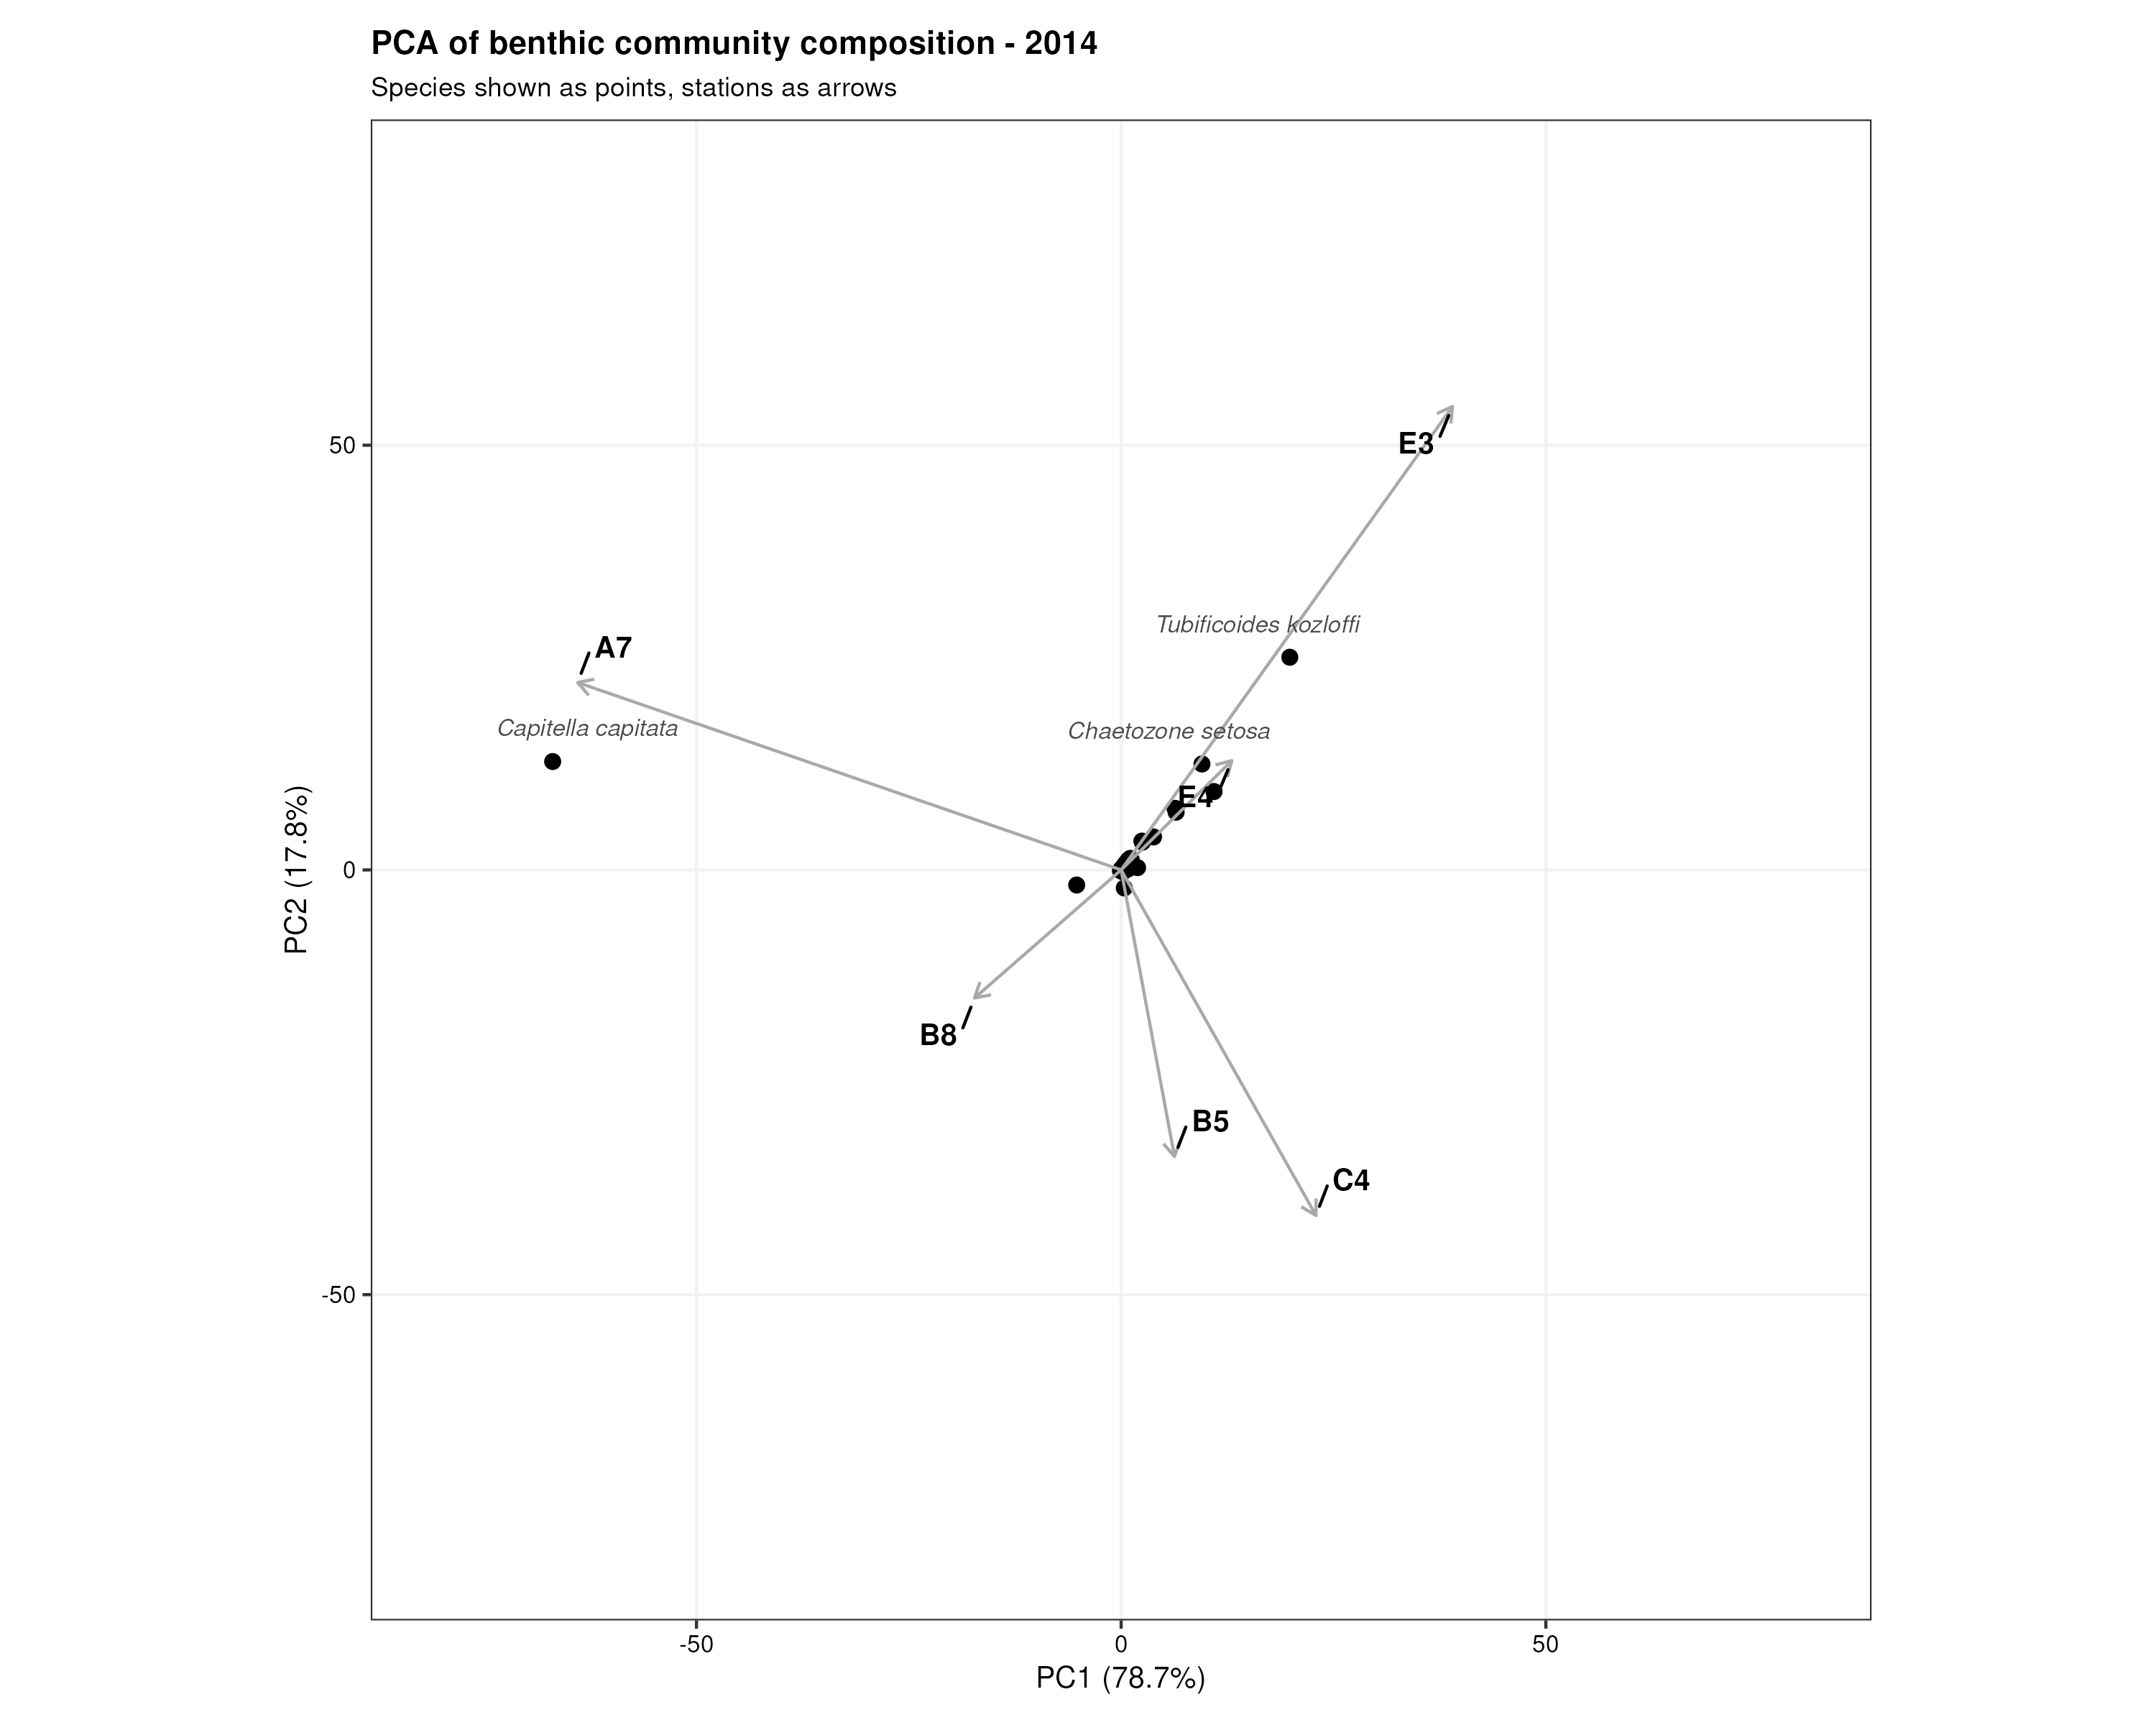 PCA of benthic community composition - 2014
Species shown as points, stations as arrows
E3
Tubificoides kozloffi
A7
Capitella capitata
Chaetozone setosa
E4
B8
B5
C4
50
0
-50
PC2 (17.8%)
-50
0
50
PC1 (78.7%)